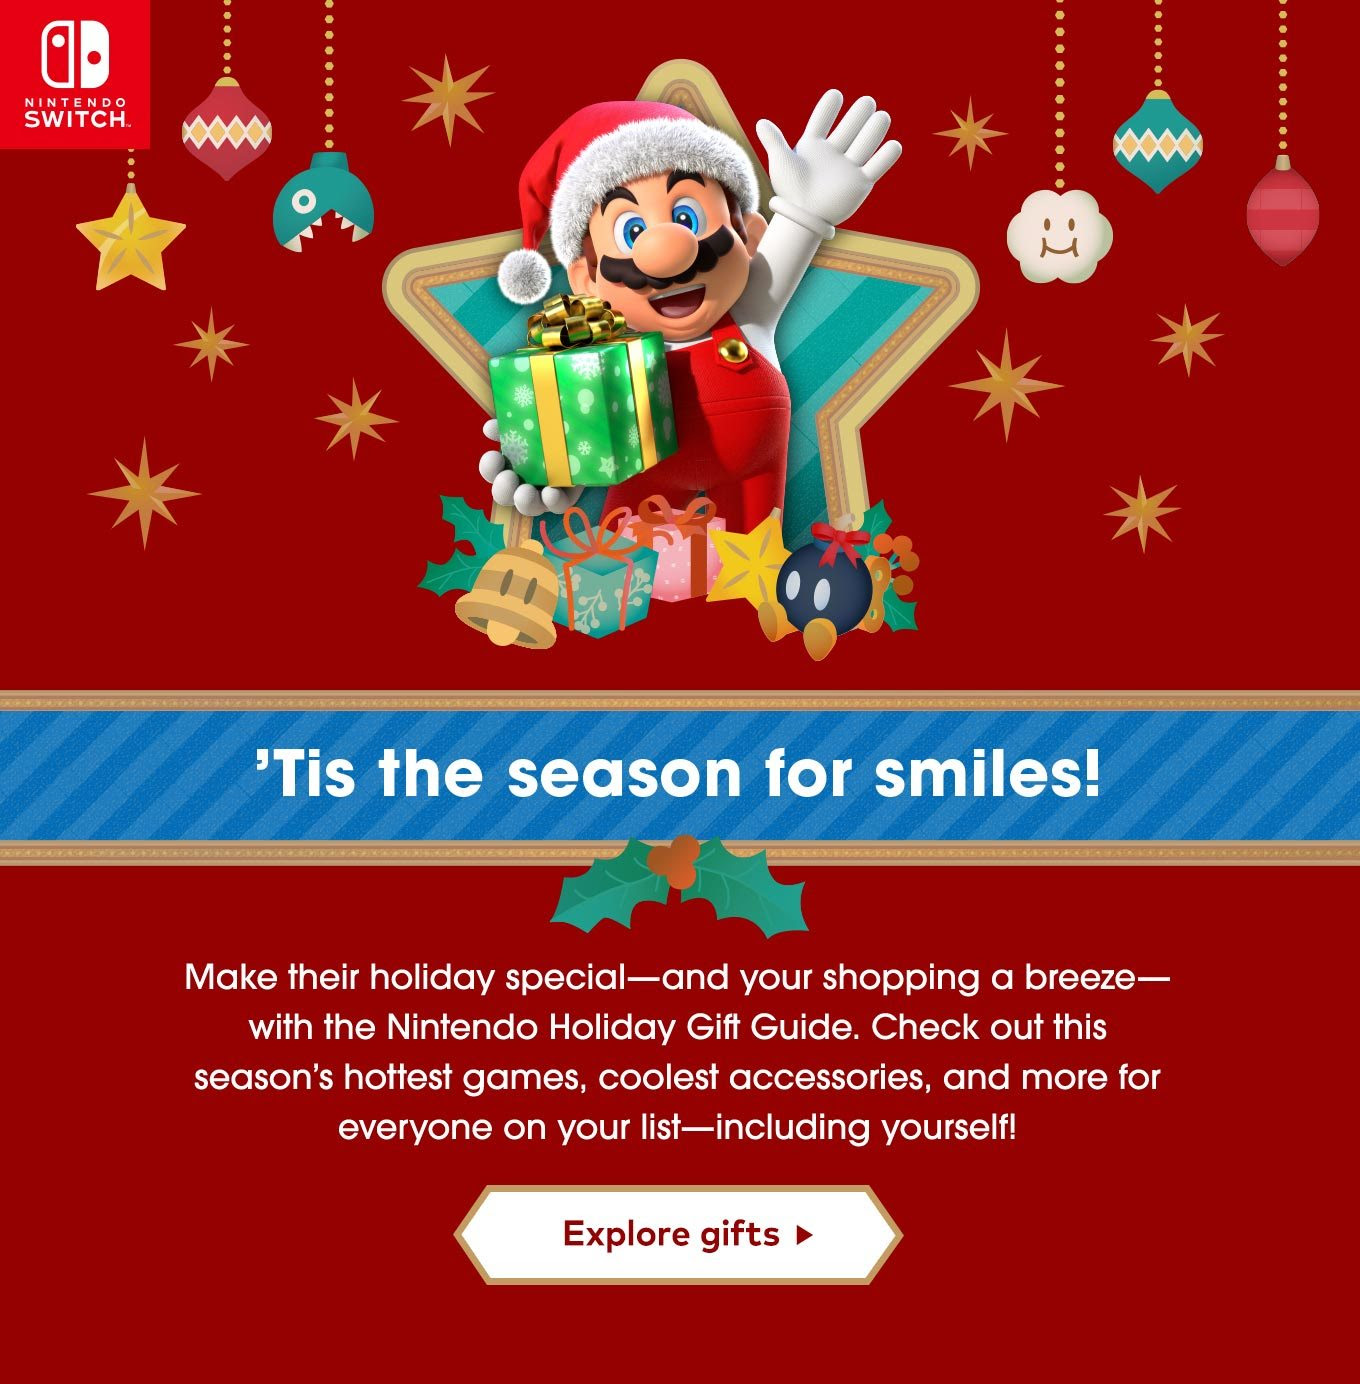 NINTENDO
SWITCH™
’Tis the season for smiles!
Make their holiday special—and your shopping a breeze—
with the Nintendo Holiday Gift Guide. Check out this
season’s hottest games, coolest accessories, and more for
everyone on your list—including yourself!
Explore gifts ►